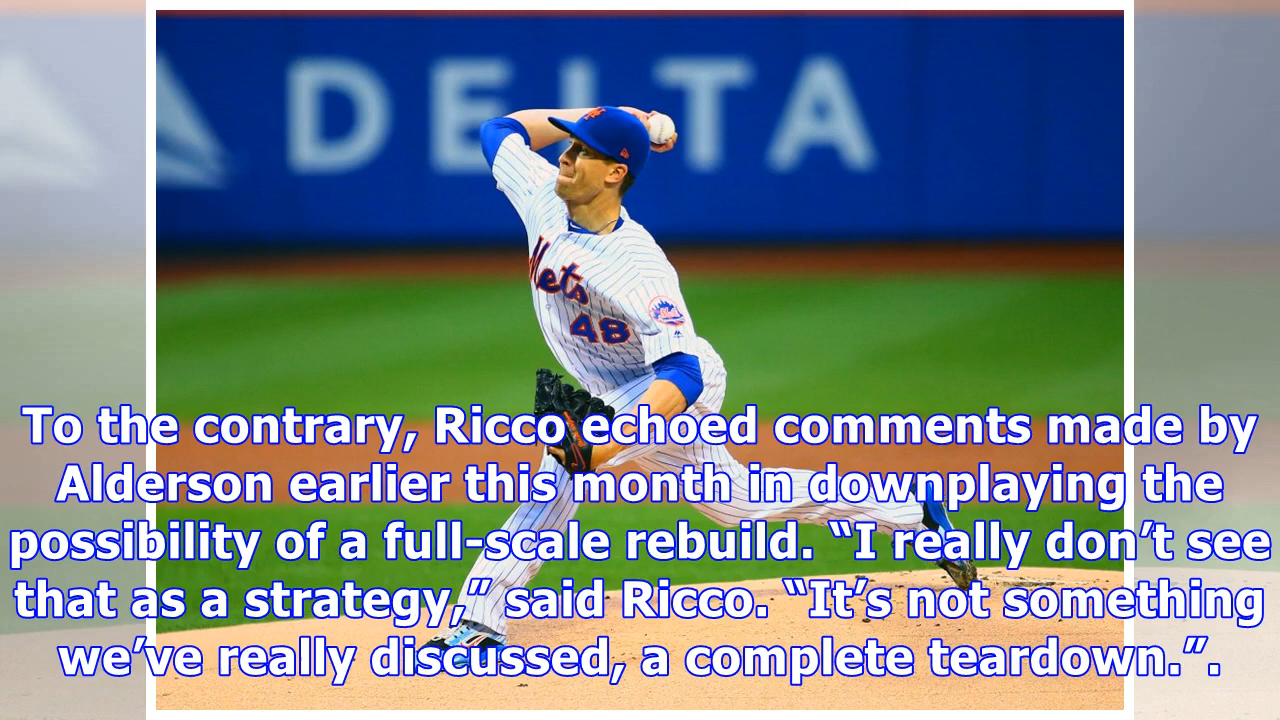 DELTA
Mets
48
To the contrary, Ricco echoed comments made by
Alderson earlier this month in downplaying the
possibility of a full-scale rebuild. “I really don’t see
that as a strategy,” said Ricco. “It’s not something
we’ve really discussed, a complete teardown.”.